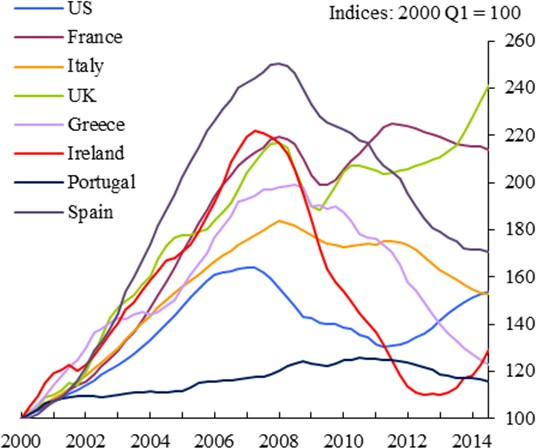 US
Indices: 2000 Q1 = 100
France
Italy
UK
Greece
Ireland
Portugal
Spain
260
240
220
200
180
160
140
120
100
2000 2002 2004 2006 2008 2010 2012 2014